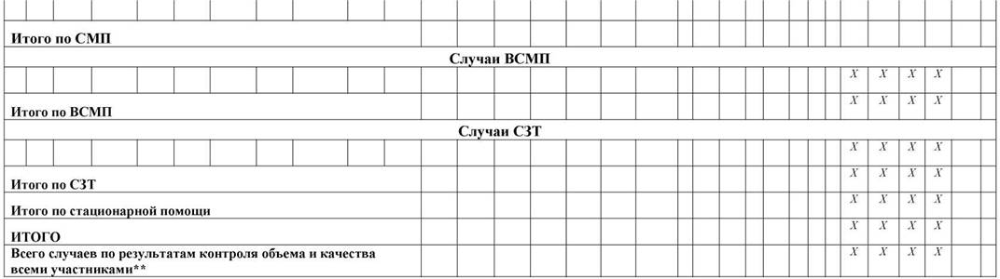 Итого по СМП
Случаи ВСМП
X X X X
X X X X
Итого по ВСМП
Случаи СЗТ
X X X X
X X X X
Итого по СЗТ
X X X X
Итого по стационарной помощи
X X X X
ИТОГО
Всего случаев по результатам контроля объема и качества X X X X
всеми участниками**